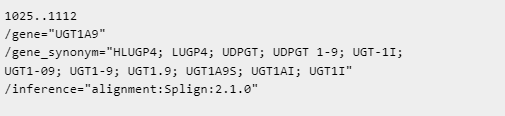 1025..1112
/gene="UGT1A9"
/gene_synonym="HLUGP4; LUGP4; UDPGT; UDPGT 1-9; UGT-1I;
UGT1-09; UGT1-9; UGT1.9; UGT1A9S; UGT1AI; UGT1I"
/inference="alignment:Splign:2.1.0"